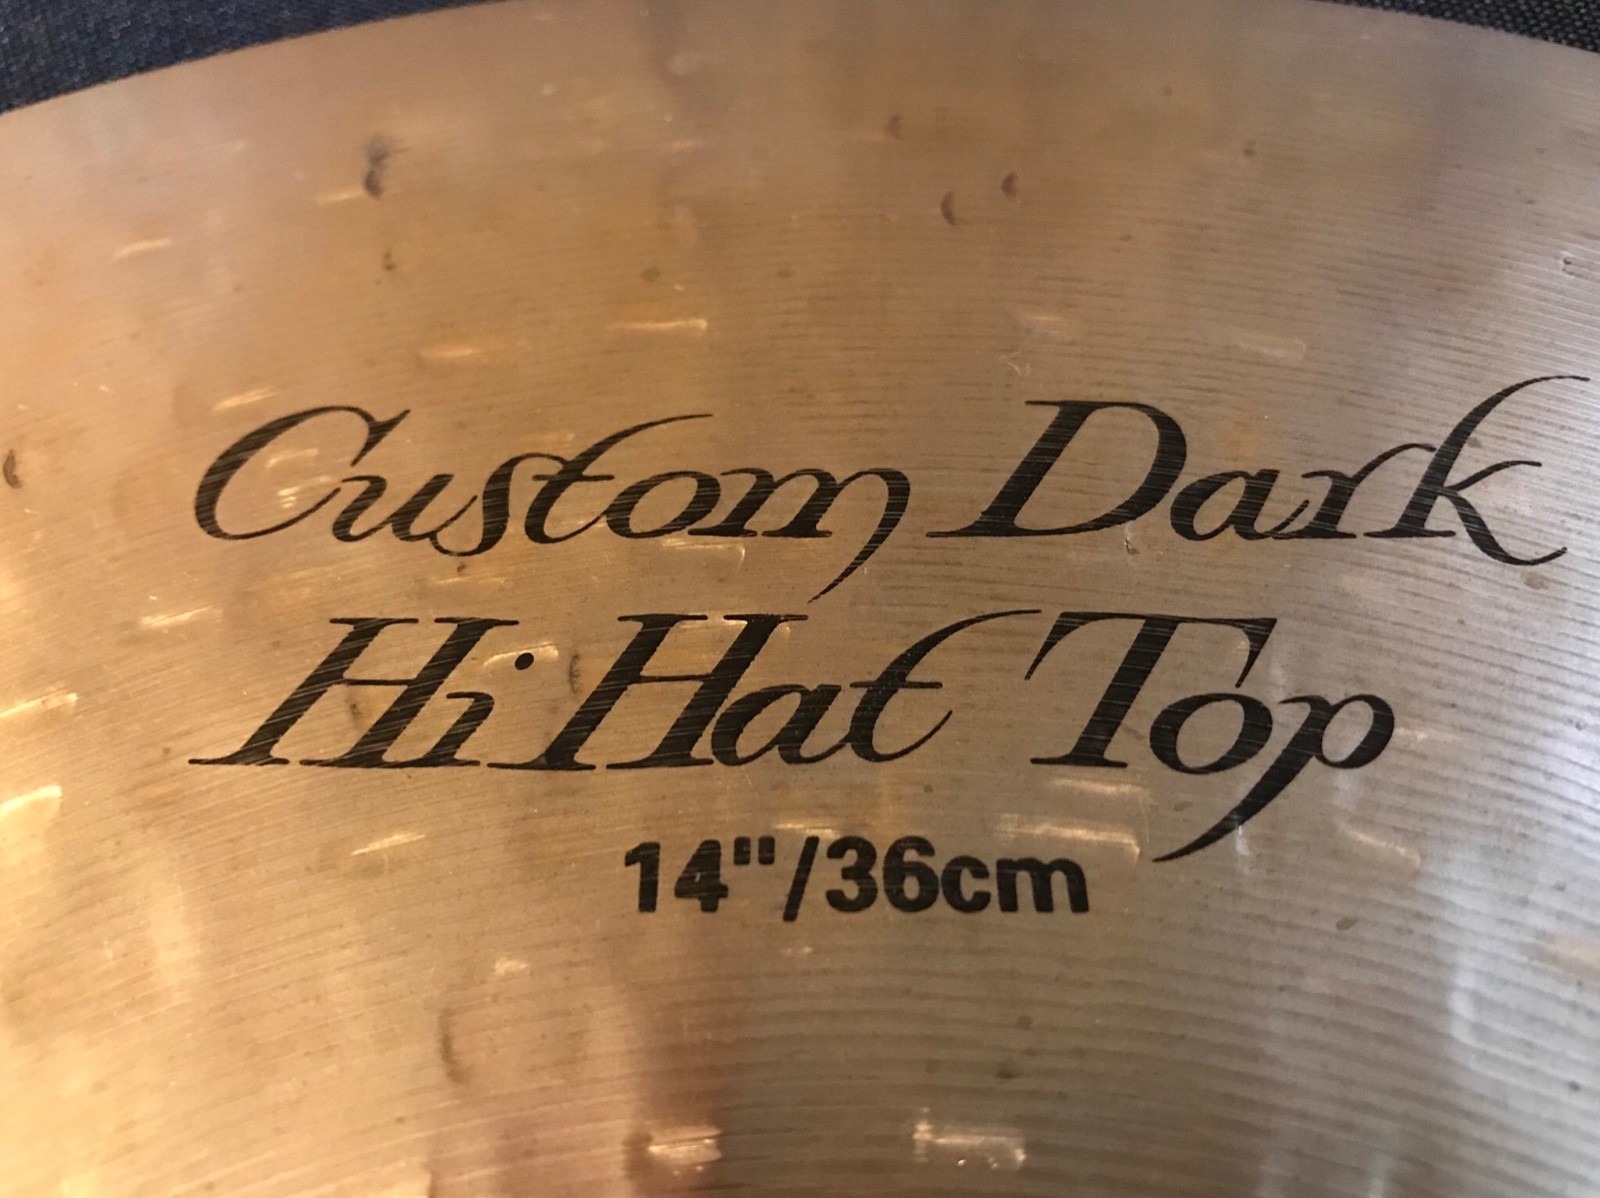 Custom Dark
Hi Hat Top
14"/36cm